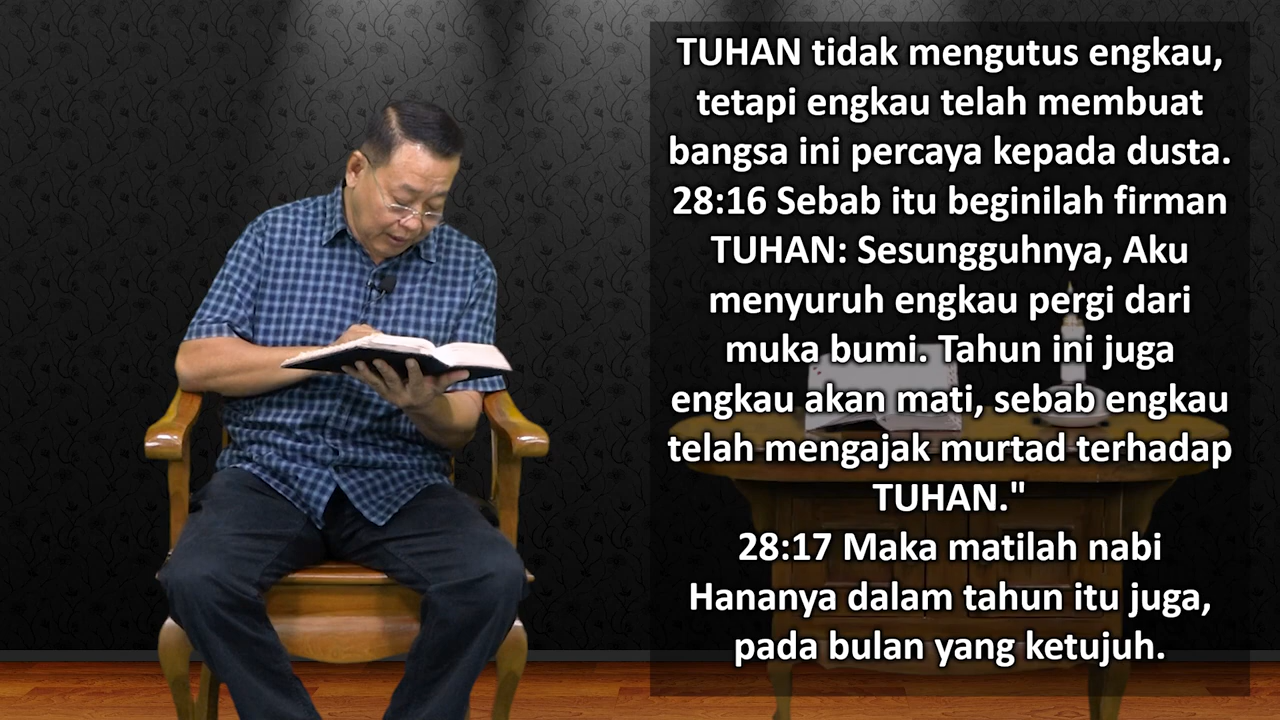 TUHAN tidak mengutus engkau,
tetapi engkau telah membuat
bangsa ini percaya kepada dusta.
28:16 Sebab itu beginilah firman
TUHAN: Sesungguhnya, Aku
menyuruh engkau pergi dari
muka bumi. Tahun ini juga
engkau akan mati, sebab engkau
telah mengajak murtad terhadap
TUHAN."
28:17 Maka matilah nabi
Hananya dalam tahun itu juga,
pada bulan yang ketujuh.